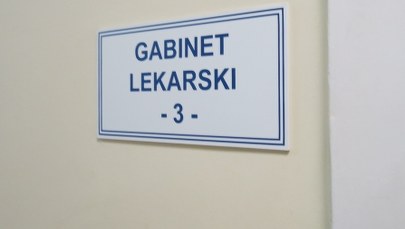 GABINET
LEKARSKI
- 3 -